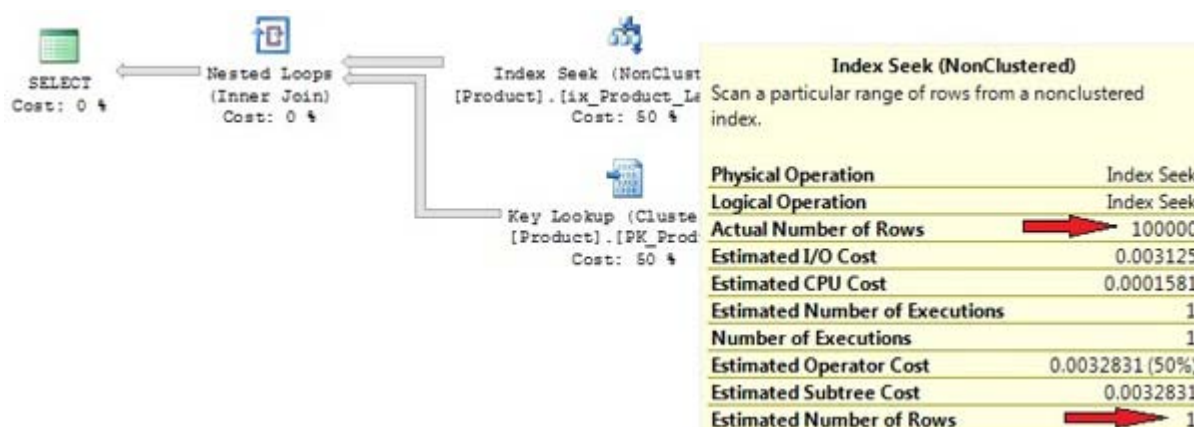 SELECT
Cost: 0 %
Nested Loops
(Inner Join)
Cost: 0 %
Index Seek (NonClust
[Product].[ix_Product_La
Cost: 50 %
Key Lookup (Cluste
[Product].[PK_Prod
Cost: 50 %
Index Seek (NonClustered)
Scan a particular range of rows from a nonclustered
index.
Physical Operation Index Seek
Logical Operation Index Seek
Actual Number of Rows 100000
Estimated I/O Cost 0.003125
Estimated CPU Cost 0.0001581
Estimated Number of Executions 1
Number of Executions 1
Estimated Operator Cost 0.0032831 (50%)
Estimated Subtree Cost 0.0032831
Estimated Number of Rows 1